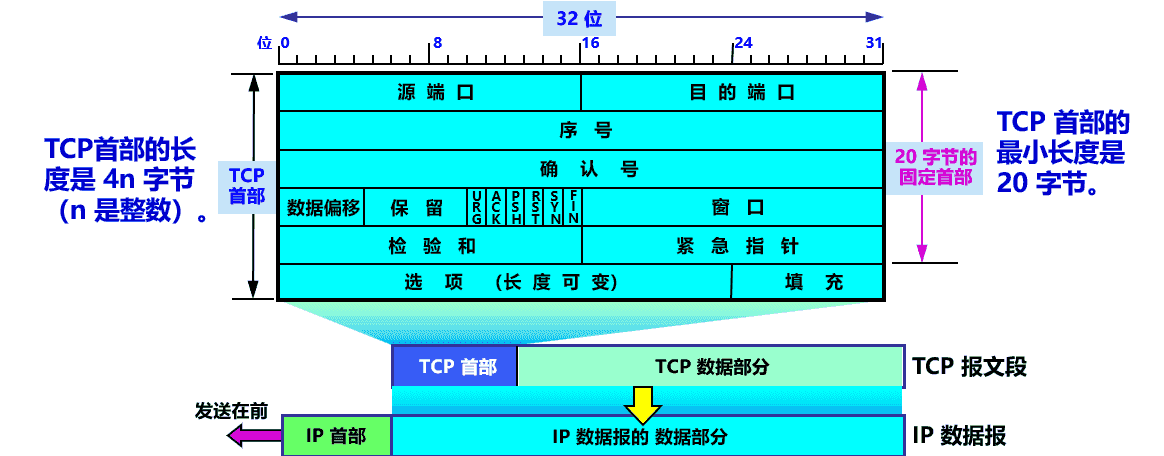 32 位
位 0 8 16 24 31
源 端 口 目 的 端 口
序 号
确 认 号
数据偏移 保 留 URG ACK PSH RST SYN FIN 窗 口
检 验 和 紧 急 指 针
选 项 (长 度 可 变) 填 充
TCP首部的长
度是 4n 字节
（n 是整数）。
TCP
首部
20 字节的
固定首部
TCP 首部的
最小长度是
20 字节。
TCP 首部 TCP 数据部分 TCP 报文段
发送在前
IP 首部 IP 数据报的 数据部分 IP 数据报